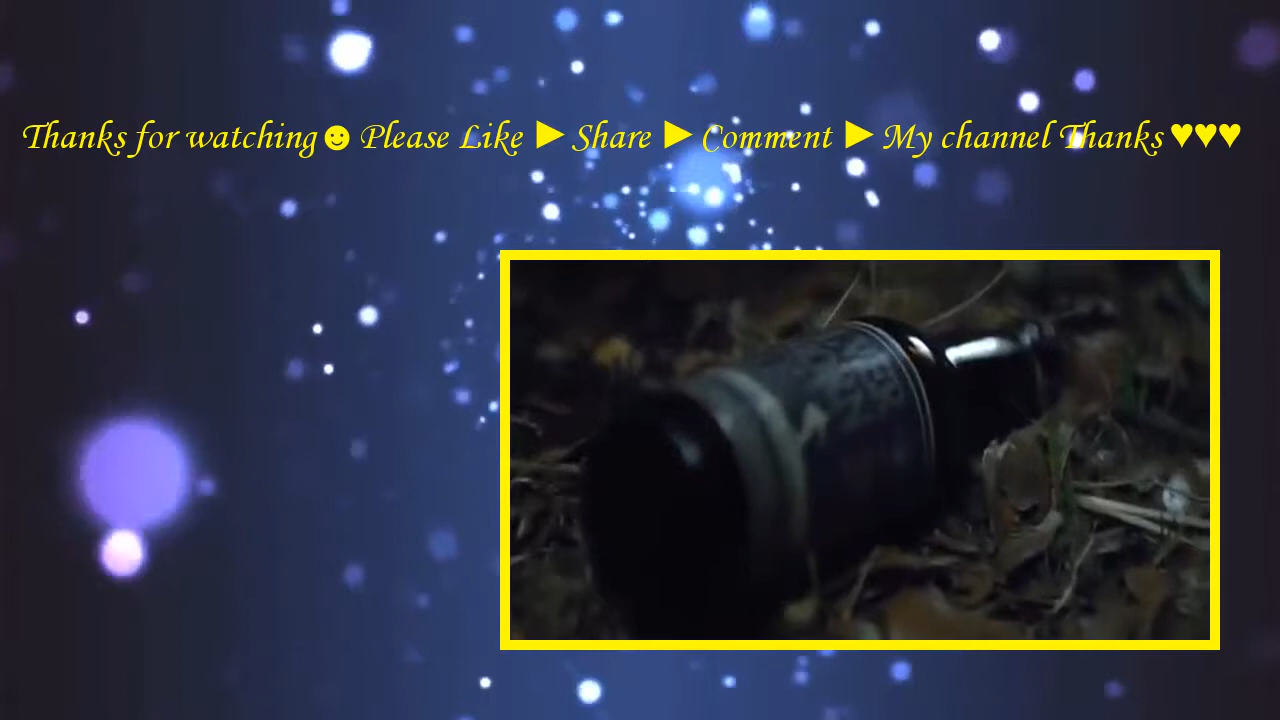 Thanks for watching☻Please Like ►Share ►Comment ►My channel Thanks ♥♥♥